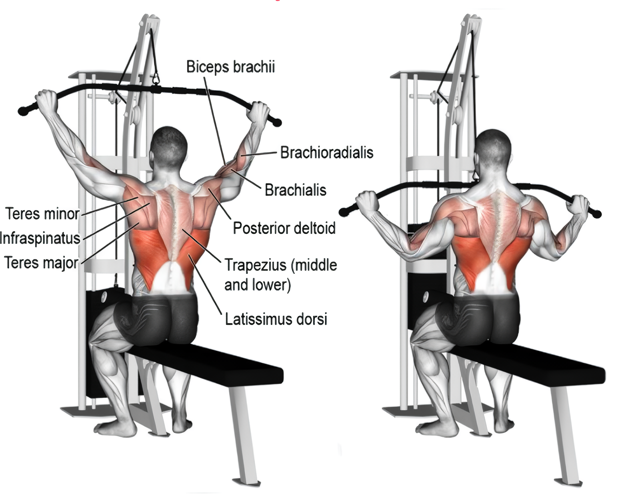 Biceps brachii
Brachioradialis
Brachialis
Teres minor
Posterior deltoid
Infraspinatus
Teres major
Trapezius (middle
and lower)
Latissimus dorsi